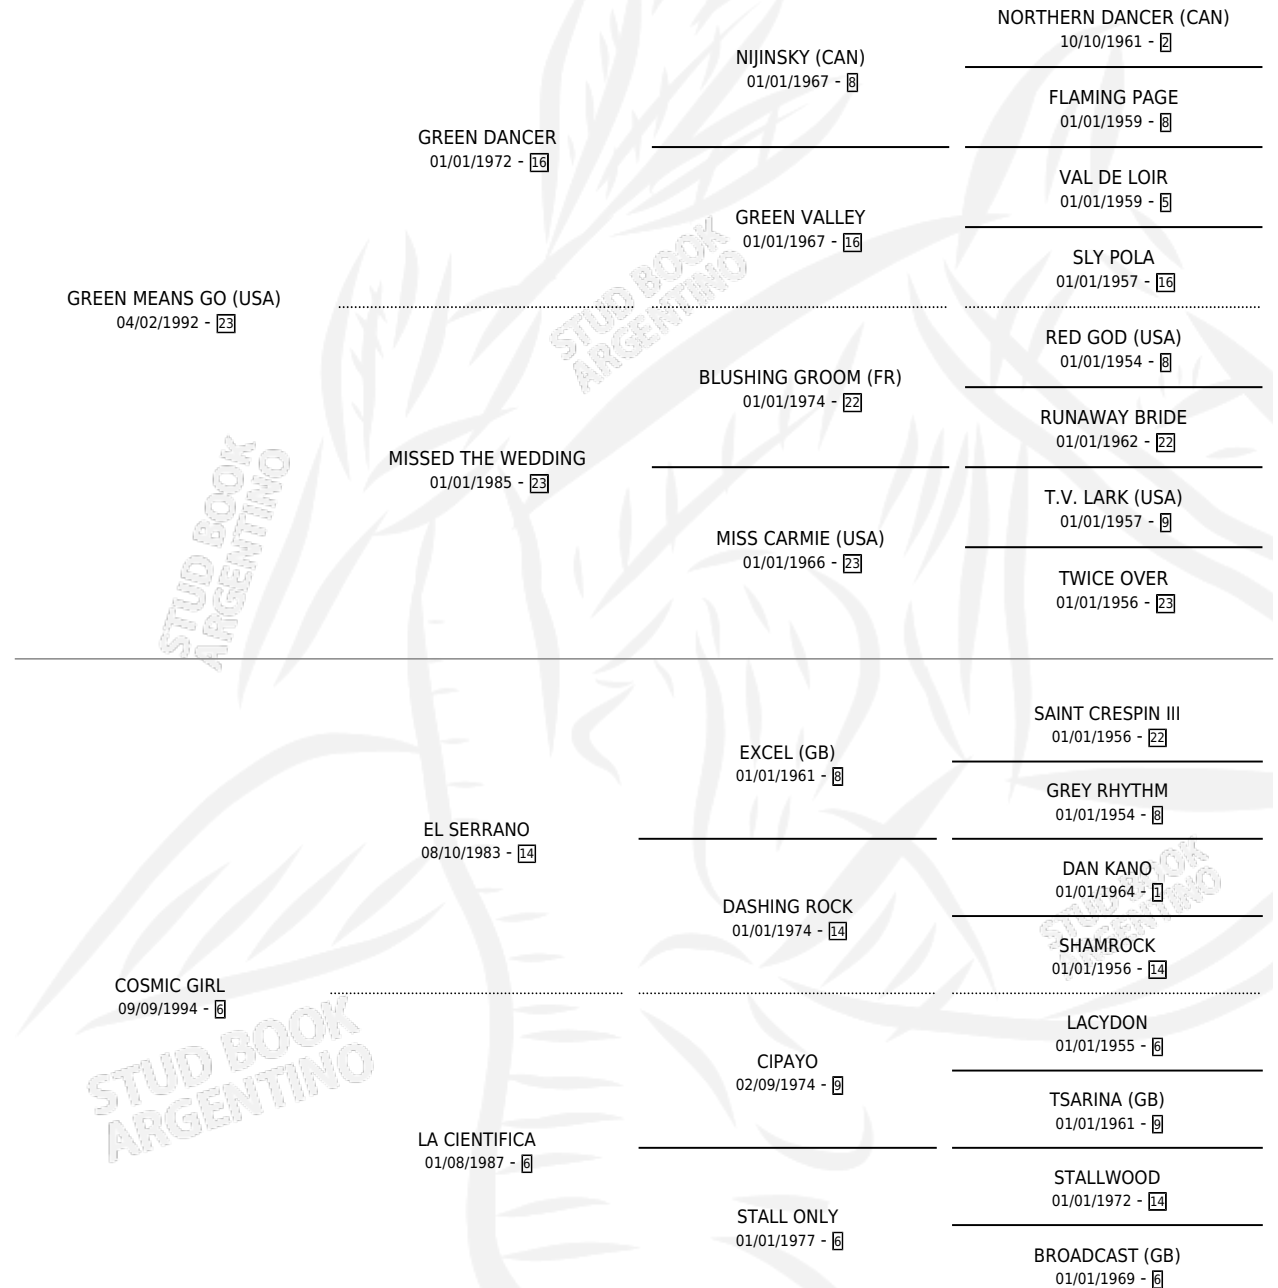 NORTHERN DANCER (CAN)
10/10/1961 - 2
NIJINSKY (CAN)
01/01/1967 - 8
FLAMING PAGE
01/01/1959 - 8
GREEN DANCER
01/01/1972 - 16
VAL DE LOIR
01/01/1959 - 5
GREEN VALLEY
01/01/1967 - 16
SLY POLA
01/01/1957 - 16
GREEN MEANS GO (USA)
04/02/1992 - 23
RED GOD (USA)
01/01/1954 - 8
BLUSHING GROOM (FR)
01/01/1974 - 22
RUNAWAY BRIDE
01/01/1962 - 22
MISSED THE WEDDING
01/01/1985 - 23
T.V. LARK (USA)
01/01/1957 - 9
MISS CARMIE (USA)
01/01/1966 - 23
TWICE OVER
01/01/1956 - 23
SAINT CRESPIN III
01/01/1956 - 22
EXCEL (GB)
01/01/1961 - 8
GREY RHYTHM
01/01/1954 - 8
EL SERRANO
08/10/1983 - 14
DAN KANO
01/01/1964 - 1
DASHING ROCK
01/01/1974 - 14
SHAMROCK
01/01/1956 - 14
COSMIC GIRL
09/09/1994 - 6
LACYDON
01/01/1955 - 6
CIPAYO
02/09/1974 - 9
TSARINA (GB)
01/01/1961 - 9
LA CIENTIFICA
01/08/1987 - 6
STALLWOOD
01/01/1972 - 14
STALL ONLY
01/01/1977 - 6
BROADCAST (GB)
01/01/1969 - 6
STUD BOOK
ARGENTINO
STUD BOOK
ARGENTINO
STUD BOOK
ARGENTINO
STUD BOOK
ARGENTINO